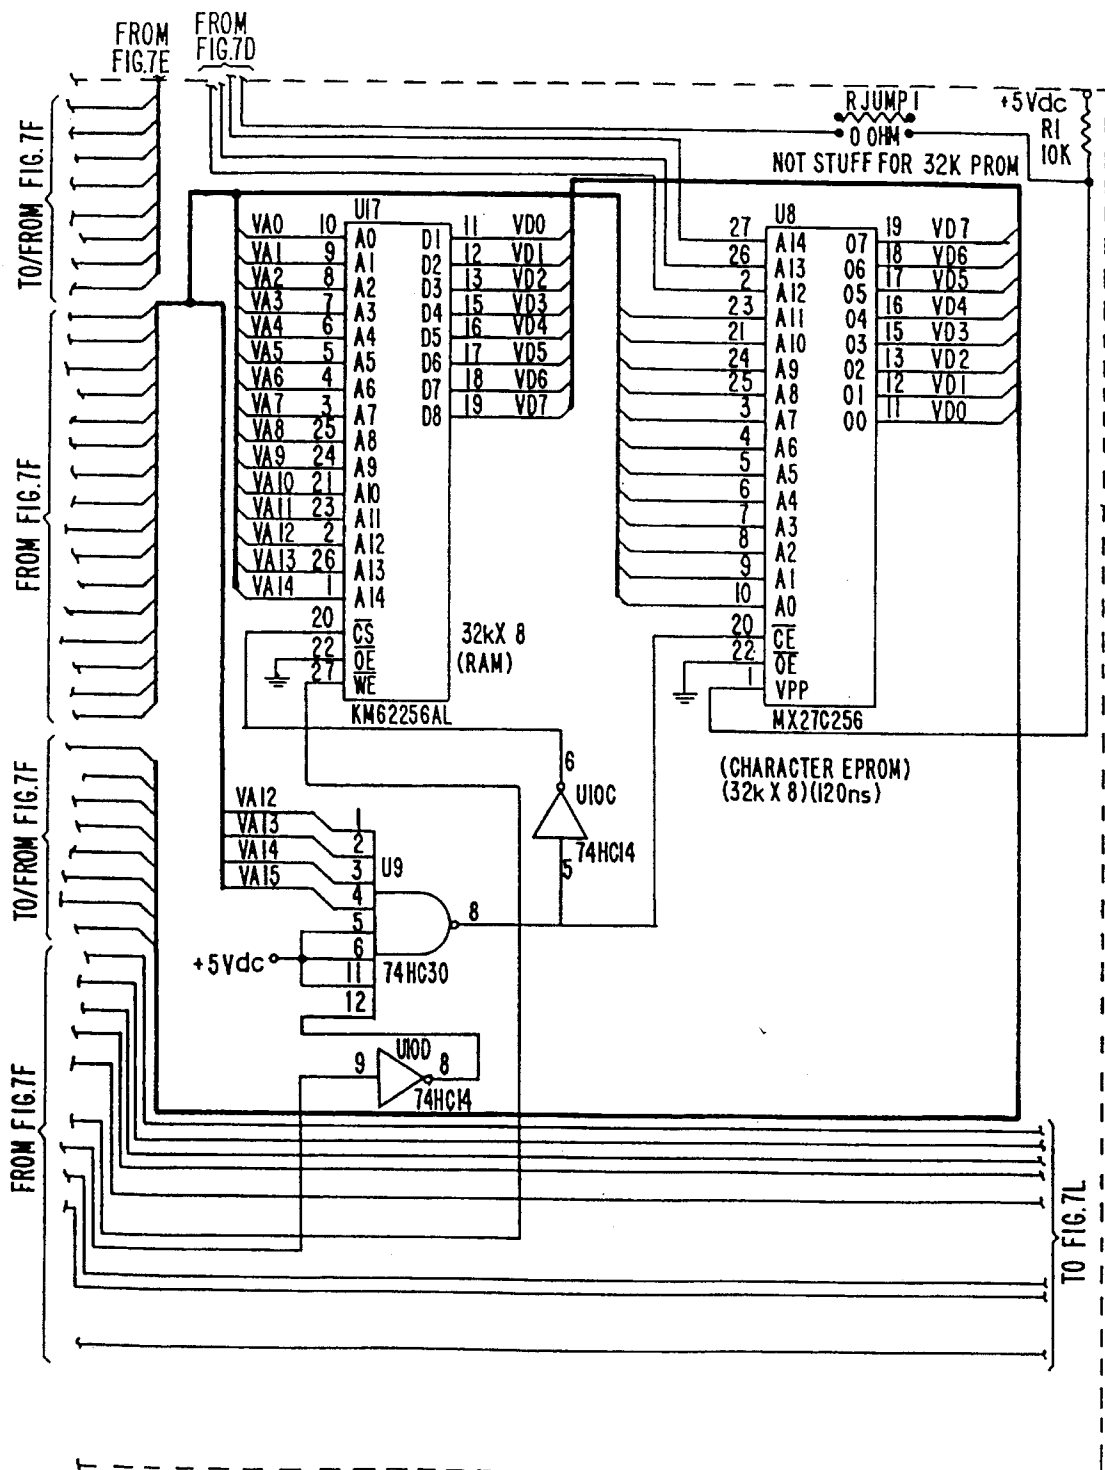 FROM
FIG.7E
FROM
FIG.7D
TO/FROM FIG.7F
FROM FIG.7F
TO/FROM FIG.7F
FROM FIG.7F
TO FIG.7L
RJUMP1
0 OHM
NOT STUFF FOR 32K PROM
+5Vdc
R1
10K
U17
VA0 10 A0
VA1 9 A1
VA2 8 A2
VA3 7 A3
VA4 6 A4
VA5 5 A5
VA6 4 A6
VA7 3 A7
VA8 25 A8
VA9 24 A9
VA10 21 A10
VA11 23 A11
VA12 2 A12
VA13 26 A13
VA14 1 A14
20 CS
22 OE
27 WE
D1 11 VD0
D2 12 VD1
D3 13 VD2
D4 15 VD3
D5 16 VD4
D6 17 VD5
D7 18 VD6
D8 19 VD7
32kX 8
(RAM)
KM62256AL
U8
27 A14
26 A13
2 A12
23 A11
21 A10
24 A9
25 A8
3 A7
4 A6
5 A5
6 A4
7 A3
8 A2
9 A1
10 A0
20 CE
22 OE
1 VPP
07 19 VD7
06 18 VD6
05 17 VD5
04 16 VD4
03 15 VD3
02 13 VD2
01 12 VD1
00 11 VD0
MX27C256
(CHARACTER EPROM)
(32k X 8)(120ns)
6
U10C
74HC14
5
VA12 1
VA13 2
VA14 3
VA15 4
5
6
11
12
U9
8
74HC30
+5Vdc
U10D
9
8
74HC14